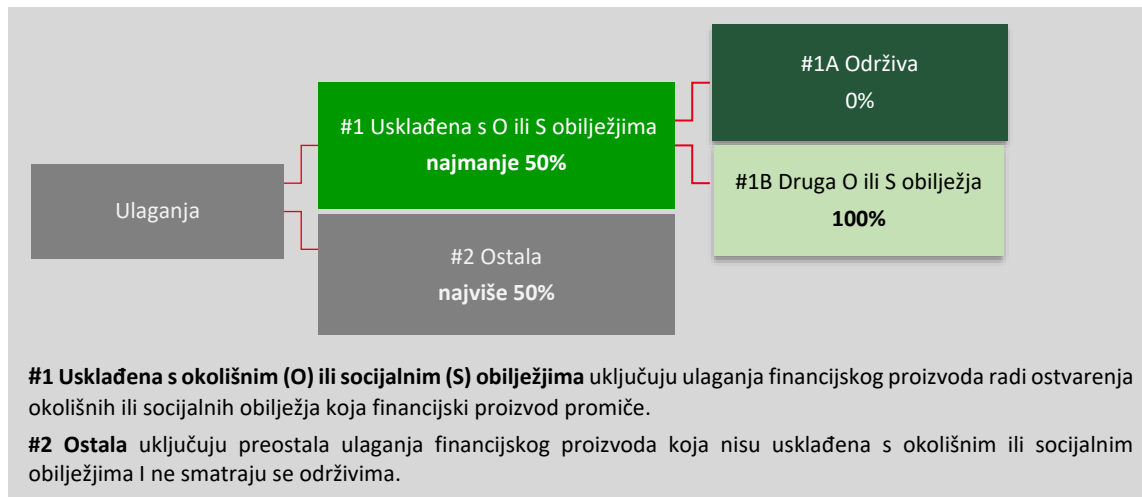 #1A Održiva
0%
#1 Usklađena s O ili S obilježjima
najmanje 50%
#1B Druga O ili S obilježja
100%
Ulaganja
#2 Ostala
najviše 50%
#1 Usklađena s okolišnim (O) ili socijalnim (S) obilježjima uključuju ulaganja financijskog proizvoda radi ostvarenja
okolišnih ili socijalnih obilježja koja financijski proizvod promiče.
#2 Ostala uključuju preostala ulaganja financijskog proizvoda koja nisu usklađena s okolišnim ili socijalnim
obilježjima I ne smatraju se održivima.